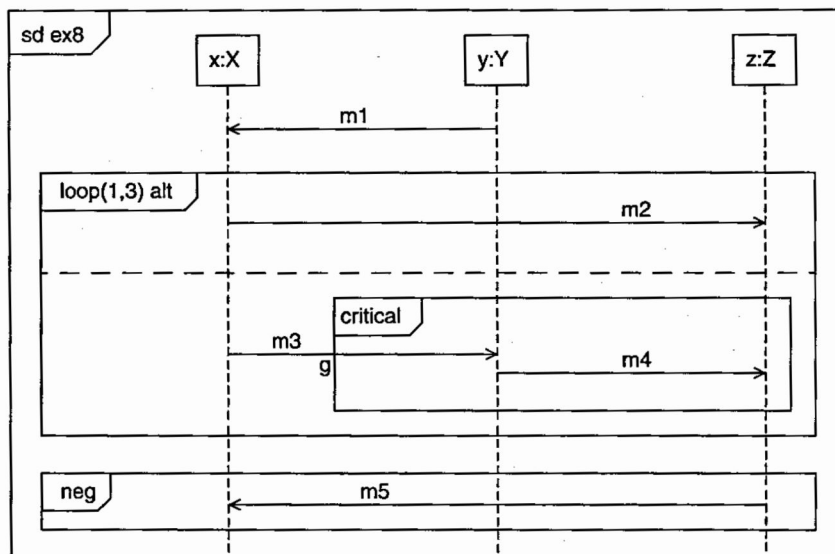 sd ex8
x:X
y:Y
z:Z
m1
loop(1,3) alt
m2
critical
m3
g
m4
neg
m5